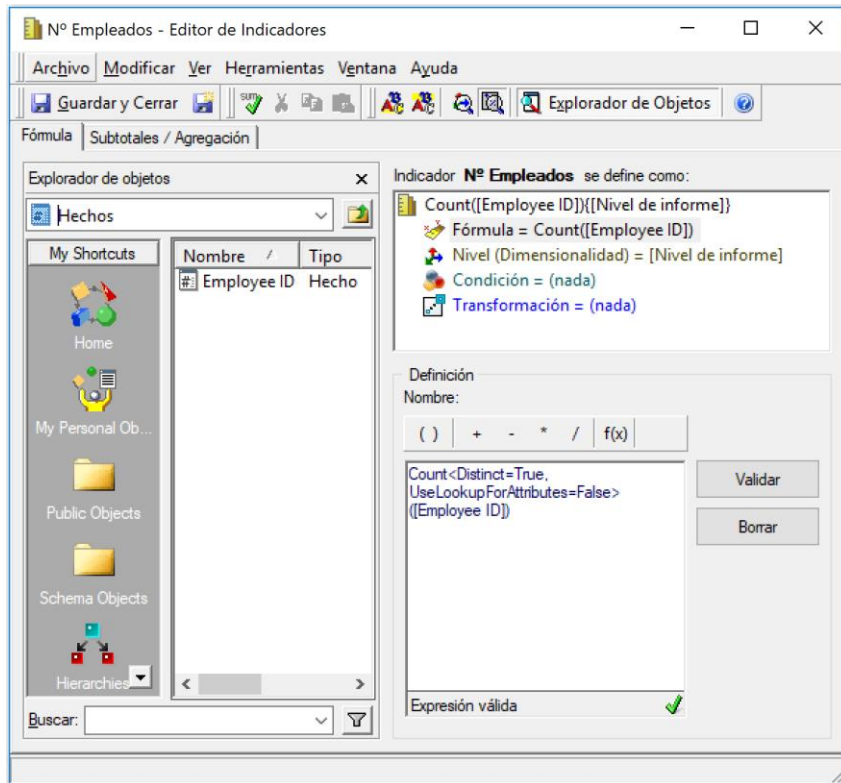 Nº Empleados - Editor de Indicadores
Archivo Modificar Ver Herramientas Ventana Ayuda
Guardar y Cerrar sum Explorador de Objetos
Fórmula Subtotales / Agregación
Explorador de objetos
Hechos
My Shortcuts
Home
My Personal Ob...
Public Objects
Schema Objects
Hierarchies
Nombre Tipo
Employee ID Hecho
Buscar:
Indicador Nº Empleados se define como:
Count([Employee ID]){[Nivel de informe]}
Fórmula = Count([Employee ID])
Nivel (Dimensionalidad) = [Nivel de informe]
Condición = (nada)
Transformación = (nada)
Definición
Nombre:
( ) + - * / f(x)
Count<Distinct=True,
UseLookupForAttributes=False>
([Employee ID])
Validar
Borrar
Expresión válida